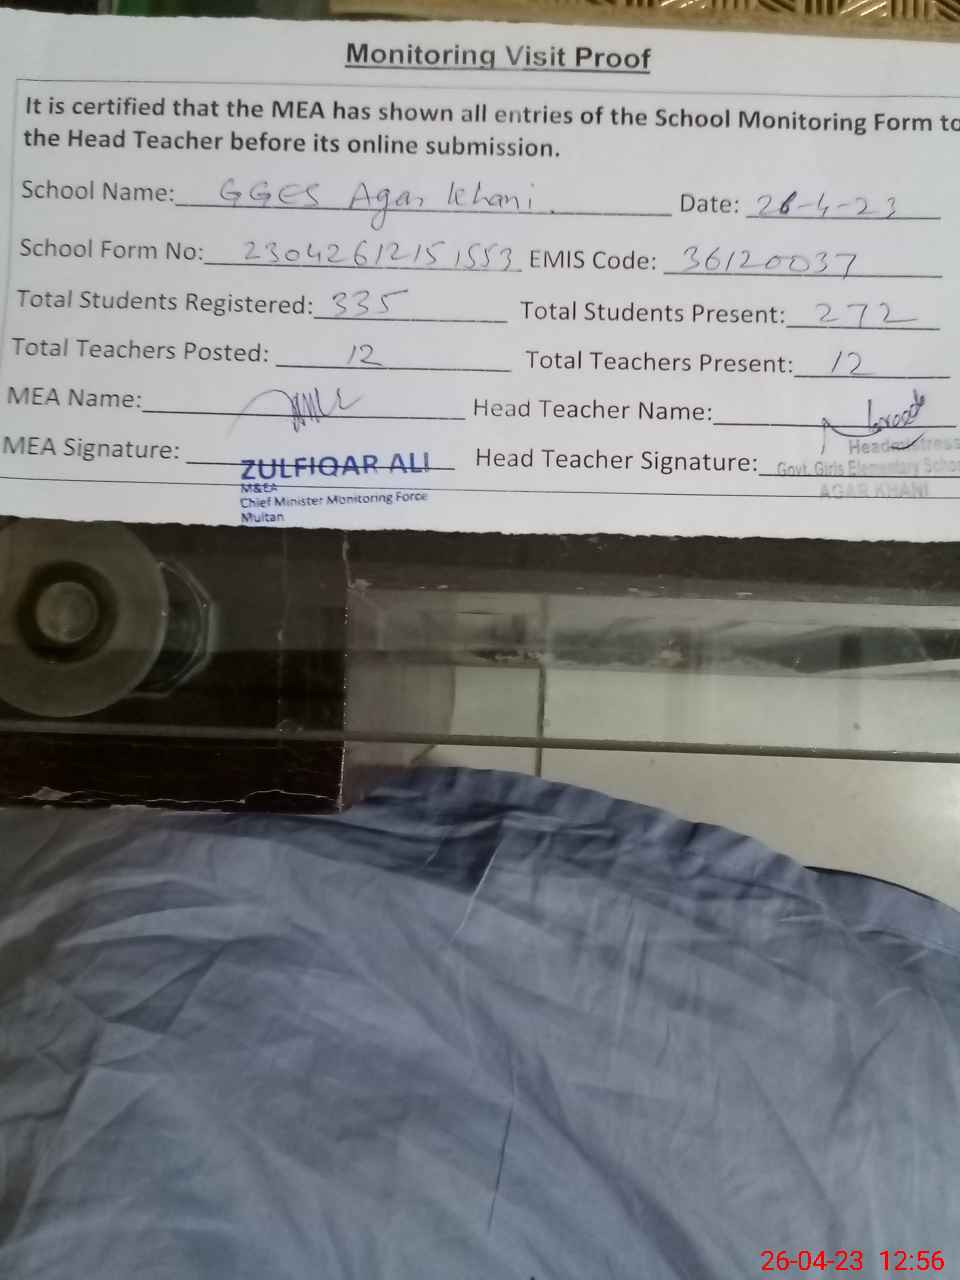 Monitoring Visit Proof
It is certified that the MEA has shown all entries of the School Monitoring Form to
the Head Teacher before its online submission.
School Name: GGES Agar Khani Date: 26-4-23
School Form No: 23042612151553 EMIS Code: 36120037
Total Students Registered: 335 Total Students Present: 272
Total Teachers Posted: 12 Total Teachers Present: 12
MEA Name: Head Teacher Name:
MEA Signature: Head Teacher Signature:
ZULFIQAR ALI
M&EA
Chief Minister Monitoring Force
Multan
Headmistress
Govt. Girls Elementary School
AGAR KHANI
26-04-23 12:56